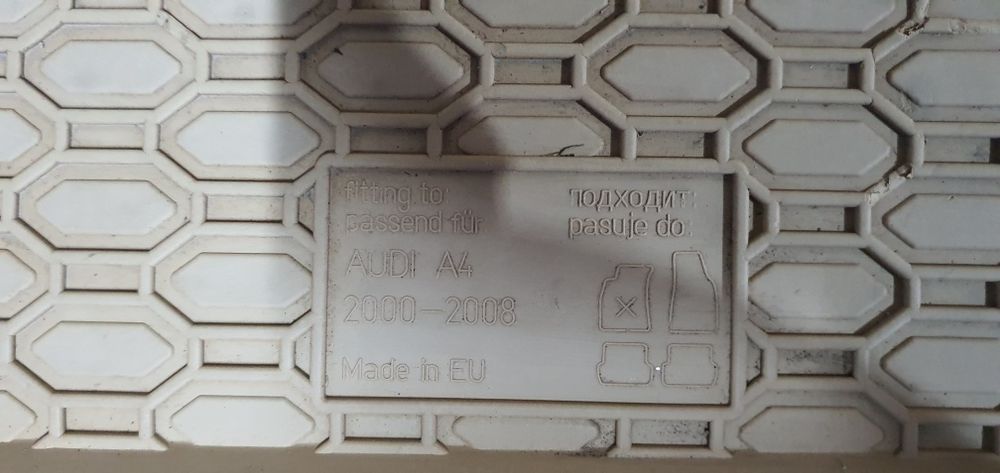 fitting to:
passend für
подходит:
pasuje do:
AUDI A4
2000-2008
Made in EU